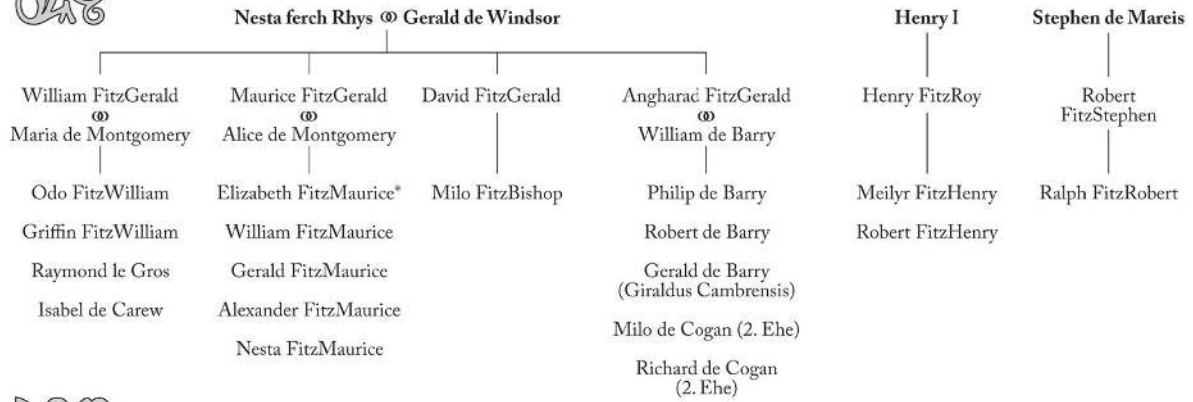 Nesta ferch Rhys ⚭ Gerald de Windsor
Henry I
Stephen de Mareis
William FitzGerald
⚭
Maria de Montgomery
Maurice FitzGerald
⚭
Alice de Montgomery
David FitzGerald
Angharad FitzGerald
⚭
William de Barry
Henry FitzRoy
Robert
FitzStephen
Odo FitzWilliam
Griffin FitzWilliam
Raymond le Gros
Isabel de Carew
Elizabeth FitzMaurice*
William FitzMaurice
Gerald FitzMaurice
Alexander FitzMaurice
Nesta FitzMaurice
Milo FitzBishop
Philip de Barry
Robert de Barry
Gerald de Barry
(Giraldus Cambrensis)
Milo de Cogan (2. Ehe)
Richard de Cogan
(2. Ehe)
Meilyr FitzHenry
Robert FitzHenry
Ralph FitzRobert